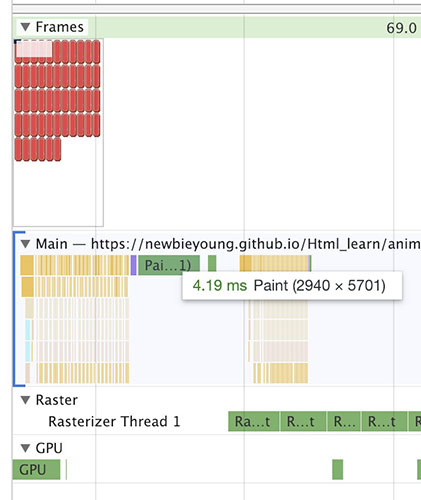 ▼ Frames
69.0
▼ Main — https://newbieyoung.github.io/Html_learn/anim
Pai...1)
4.19 ms Paint (2940 × 5701)
▼ Raster
Rasterizer Thread 1
Ra...t
R...t
R...
R...t
R
▼ GPU
GPU